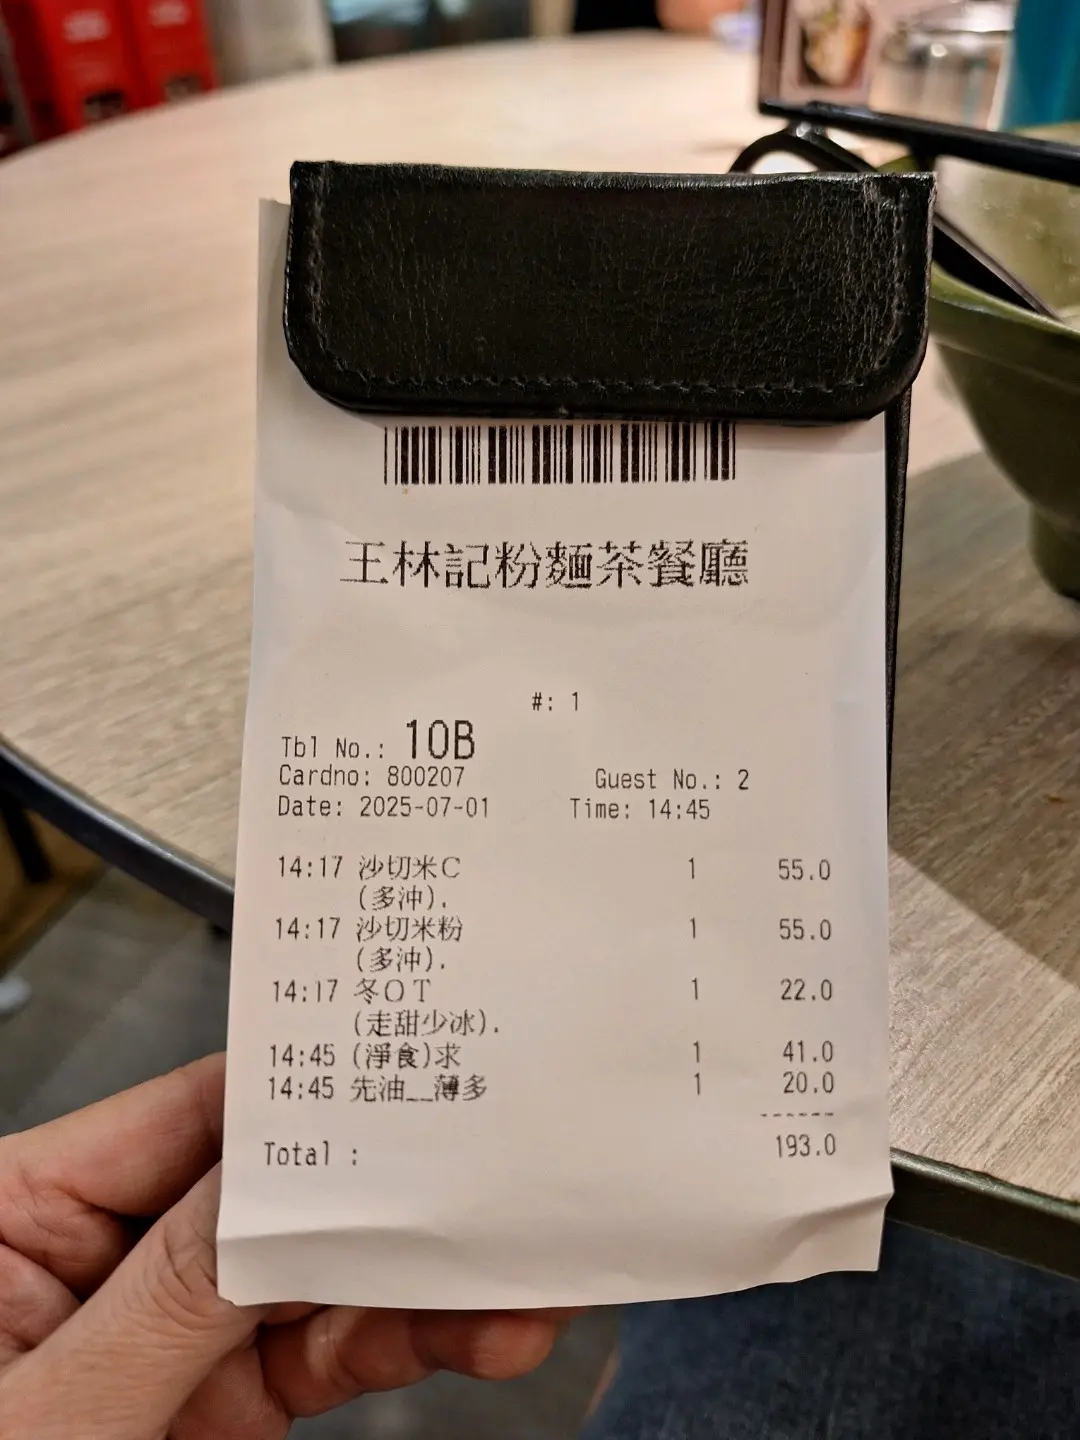 王林記粉麵茶餐廳
#: 1
Tbl No.: 10B
Cardno: 800207 Guest No.: 2
Date: 2025-07-01 Time: 14:45
14:17 沙切米C 1 55.0
(多沖).
14:17 沙切米粉 1 55.0
(多沖).
14:17 冬OT 1 22.0
(走甜少冰).
14:45 (淨食)求 1 41.0
14:45 先油__薄多 1 20.0
------
Total : 193.0